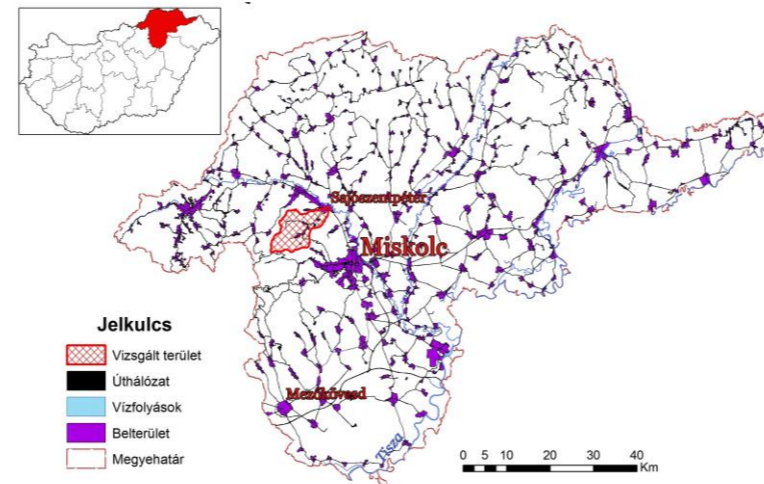 Sajószentpéter
Miskolc
Jelkulcs
Vizsgált terület
Úthálózat
Vízfolyások
Belterület
Megyehatár
Mezőkövesd
Tisza
0 5 10 20 30 40
Km